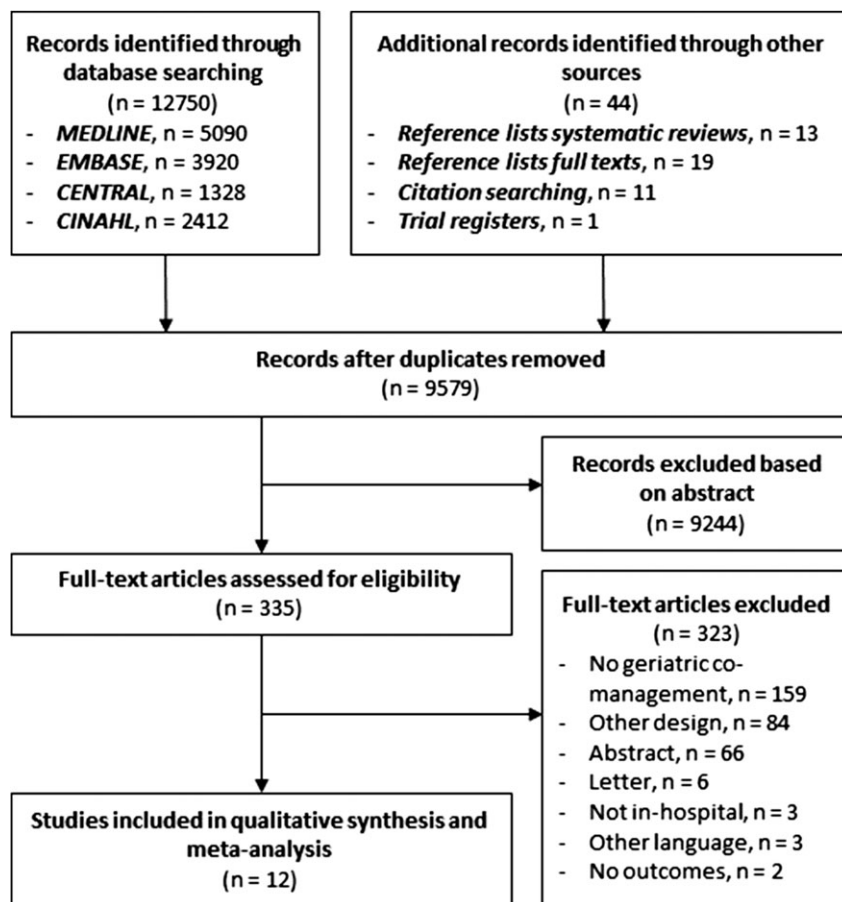 Records identified through
database searching
(n = 12750)
- MEDLINE, n = 5090
- EMBASE, n = 3920
- CENTRAL, n = 1328
- CINAHL, n = 2412
Additional records identified through other
sources
(n = 44)
- Reference lists systematic reviews, n = 13
- Reference lists full texts, n = 19
- Citation searching, n = 11
- Trial registers, n = 1
Records after duplicates removed
(n = 9579)
Records excluded based
on abstract
(n = 9244)
Full-text articles assessed for eligibility
(n = 335)
Full-text articles excluded
(n = 323)
- No geriatric co-
management, n = 159
- Other design, n = 84
- Abstract, n = 66
- Letter, n = 6
- Not in-hospital, n = 3
- Other language, n = 3
- No outcomes, n = 2
Studies included in qualitative synthesis and
meta-analysis
(n = 12)